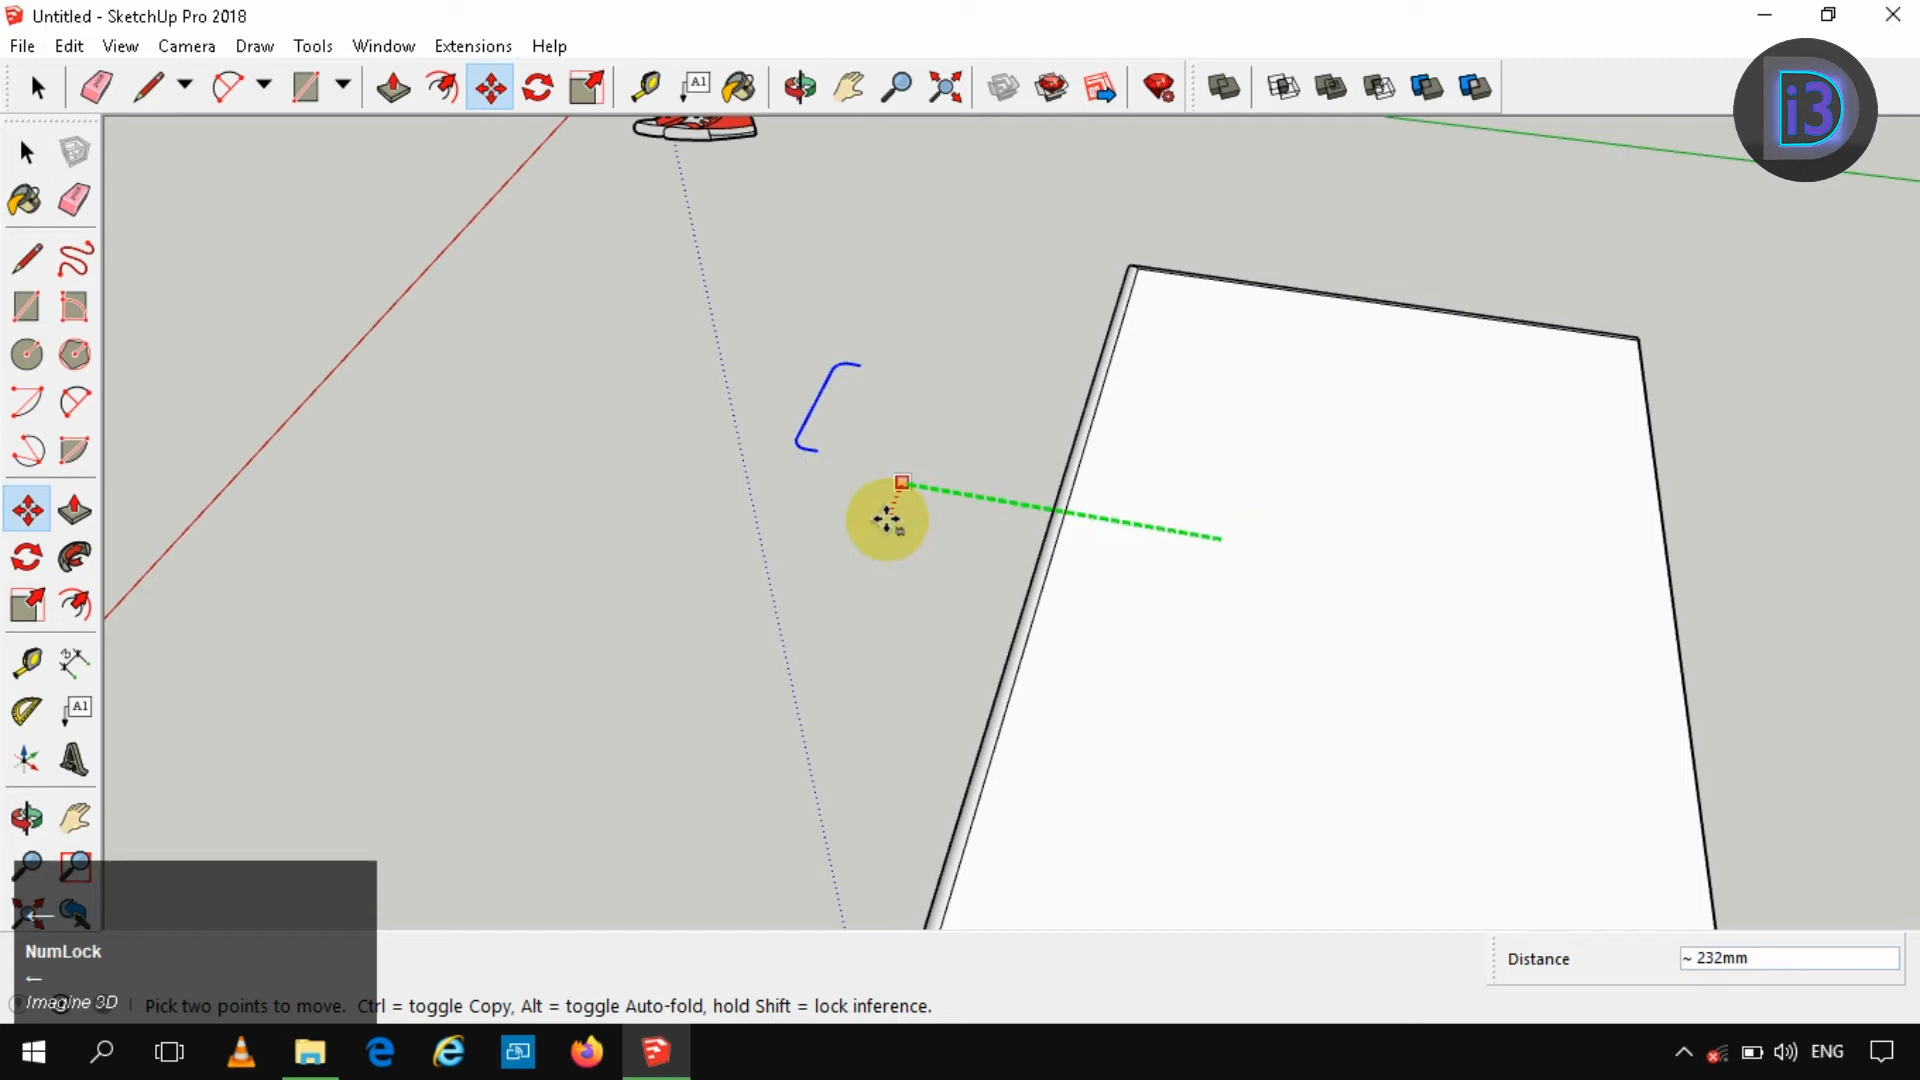 Untitled - SketchUp Pro 2018
File Edit View Camera Draw Tools Window Extensions Help
A1
i3
A1
NumLock
←
Imagine 3D
Pick two points to move. Ctrl = toggle Copy, Alt = toggle Auto-fold, hold Shift = lock inference.
Distance ~ 232mm
ENG